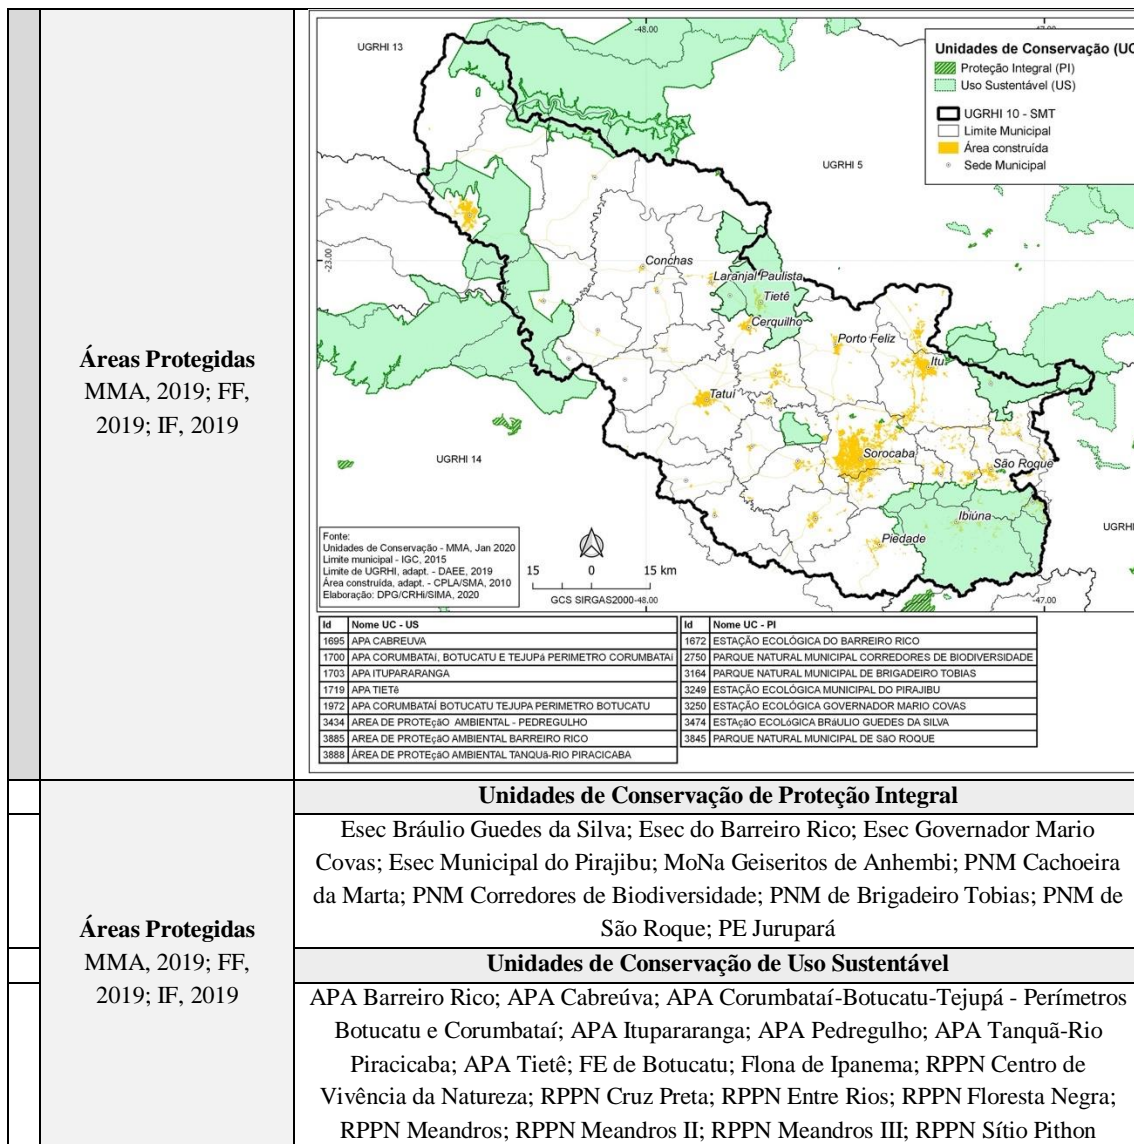 Áreas Protegidas
MMA, 2019; FF,
2019; IF, 2019
-48.00
-47.00
UGRHI 13
Unidades de Conservação (UC
Proteção Integral (PI)
Uso Sustentável (US)
UGRHI 10 - SMT
Limite Municipal
Área construída
Sede Municipal
UGRHI 5
-23.00
Conchas
Laranjal Paulista
Tietê
Cerquilho
Porto Feliz
Itu
Tatuí
Sorocaba
São Roque
UGRHI 14
Ibiúna
Piedade
UGRHI
Fonte:
Unidades de Conservação - MMA, Jan 2020
Limite municipal - IGC, 2015
Limite de UGRHI, adapt. - DAEE, 2019
Área construída, adapt. - CPLA/SMA, 2010
Elaboração: DPG/CRHi/SIMA, 2020
15 0 15 km
GCS SIRGAS2000
-48.00
-47.00
Id Nome UC - US
1695 APA CABREUVA
1700 APA CORUMBATAí, BOTUCATU E TEJUPá PERIMETRO CORUMBATAí
1703 APA ITUPARARANGA
1719 APA TIETê
1972 APA CORUMBATAÍ BOTUCATU TEJUPA PERIMETRO BOTUCATU
3434 AREA DE PROTEçãO AMBIENTAL - PEDREGULHO
3885 AREA DE PROTEçãO AMBIENTAL BARREIRO RICO
3888 ÁREA DE PROTEçãO AMBIENTAL TANQUã-RIO PIRACICABA
Id Nome UC - PI
1672 ESTAÇÃO ECOLÓGICA DO BARREIRO RICO
2750 PARQUE NATURAL MUNICIPAL CORREDORES DE BIODIVERSIDADE
3164 PARQUE NATURAL MUNICIPAL DE BRIGADEIRO TOBIAS
3249 ESTAÇÃO ECOLÓGICA MUNICIPAL DO PIRAJIBU
3250 ESTAÇÃO ECOLÓGICA GOVERNADOR MARIO COVAS
3474 ESTAçãO ECOLóGICA BRáULIO GUEDES DA SILVA
3845 PARQUE NATURAL MUNICIPAL DE SãO ROQUE
Áreas Protegidas
MMA, 2019; FF,
2019; IF, 2019
Unidades de Conservação de Proteção Integral
Esec Bráulio Guedes da Silva; Esec do Barreiro Rico; Esec Governador Mario
Covas; Esec Municipal do Pirajibu; MoNa Geiseritos de Anhembi; PNM Cachoeira
da Marta; PNM Corredores de Biodiversidade; PNM de Brigadeiro Tobias; PNM de
São Roque; PE Jurupará
Unidades de Conservação de Uso Sustentável
APA Barreiro Rico; APA Cabreúva; APA Corumbataí-Botucatu-Tejupá - Perímetros
Botucatu e Corumbataí; APA Itupararanga; APA Pedregulho; APA Tanquã-Rio
Piracicaba; APA Tietê; FE de Botucatu; Flona de Ipanema; RPPN Centro de
Vivência da Natureza; RPPN Cruz Preta; RPPN Entre Rios; RPPN Floresta Negra;
RPPN Meandros; RPPN Meandros II; RPPN Meandros III; RPPN Sítio Pithon